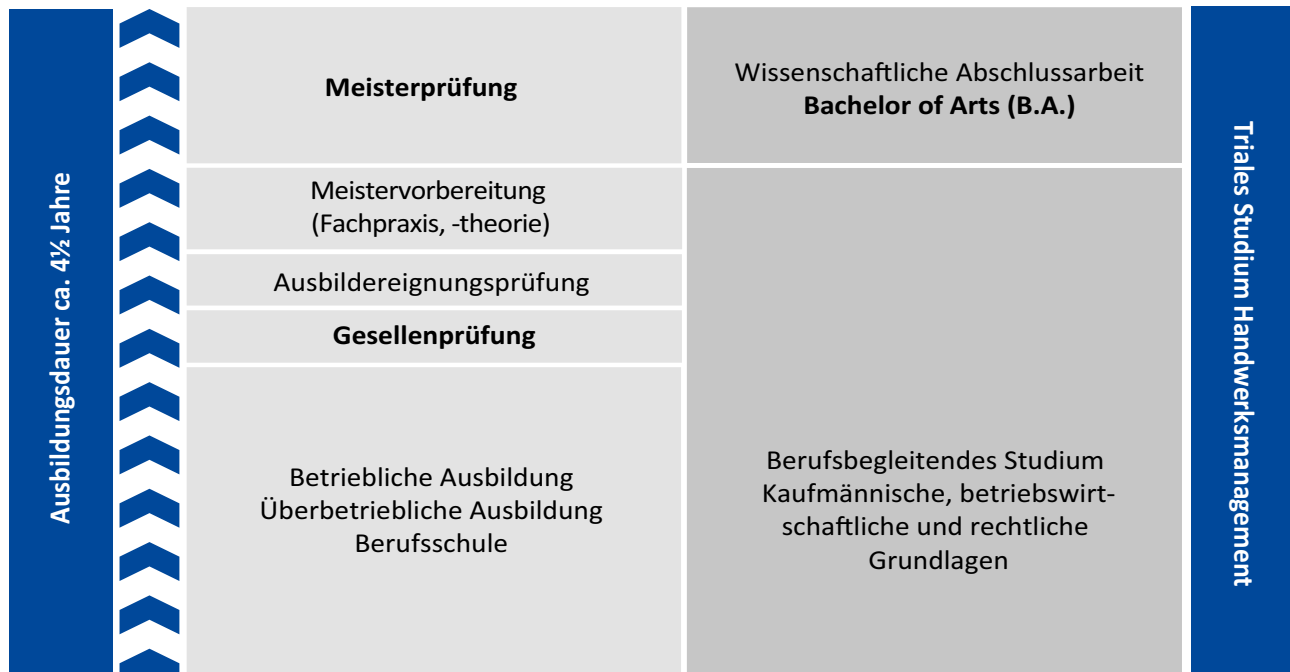 Ausbildungsdauer ca. 4½ Jahre
Meisterprüfung
Meistervorbereitung
(Fachpraxis, -theorie)
Ausbildereignungsprüfung
Gesellenprüfung
Betriebliche Ausbildung
Überbetriebliche Ausbildung
Berufsschule
Wissenschaftliche Abschlussarbeit
Bachelor of Arts (B.A.)
Berufsbegleitendes Studium
Kaufmännische, betriebswirt-
schaftliche und rechtliche
Grundlagen
Triales Studium Handwerksmanagement